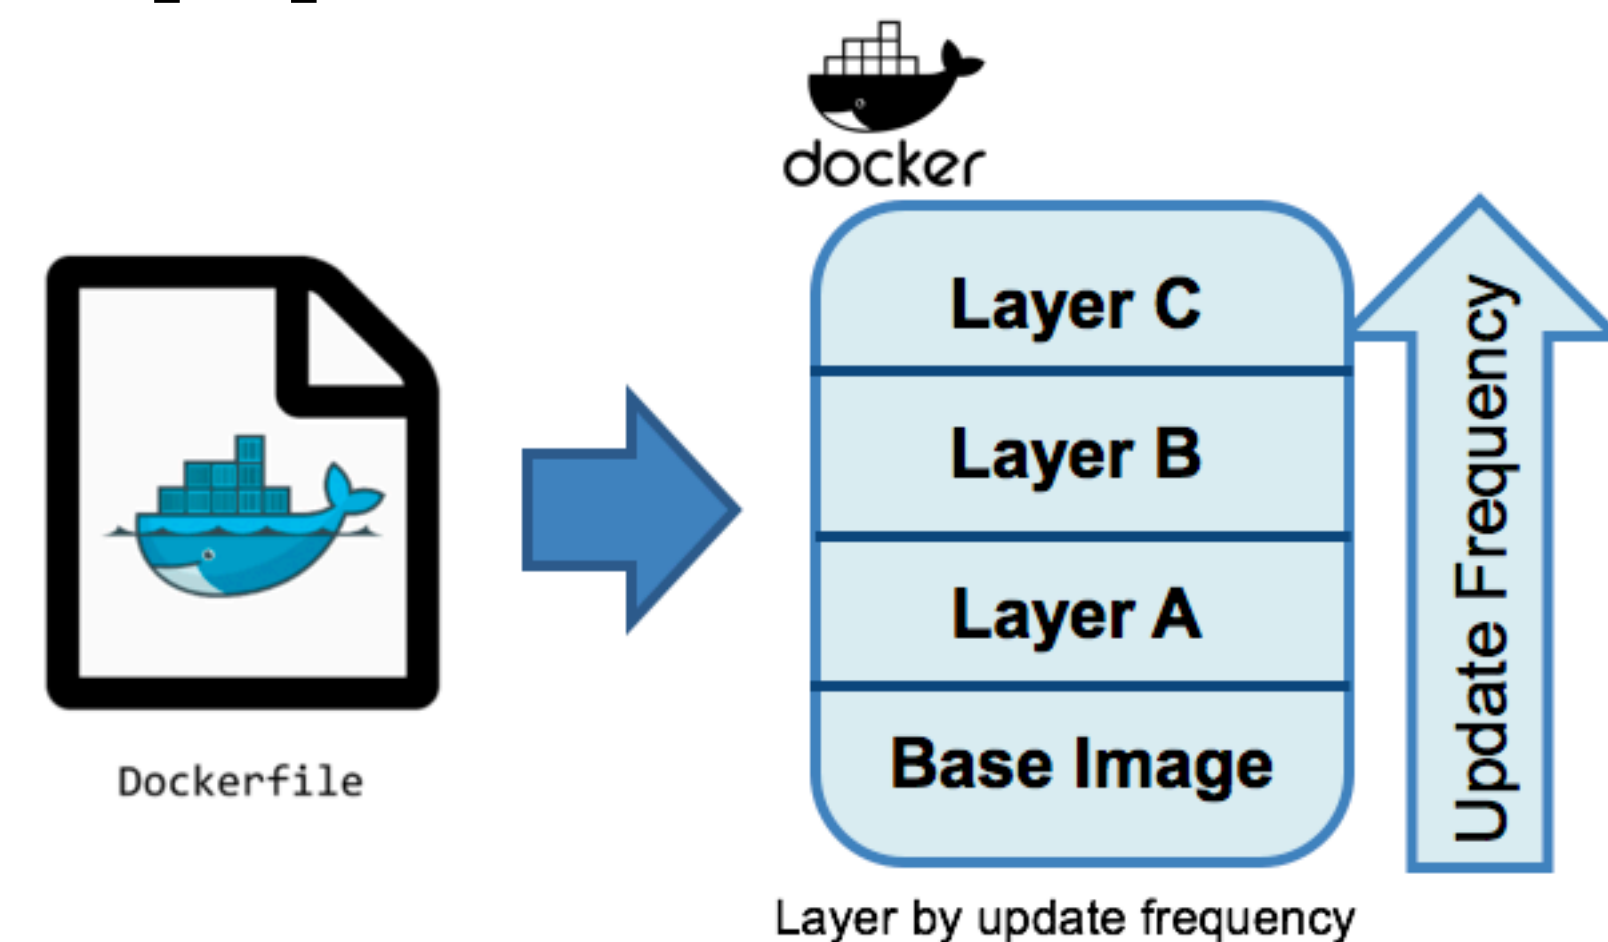 docker
Layer C
Layer B
Layer A
Base Image
Update Frequency
Dockerfile
Layer by update frequency